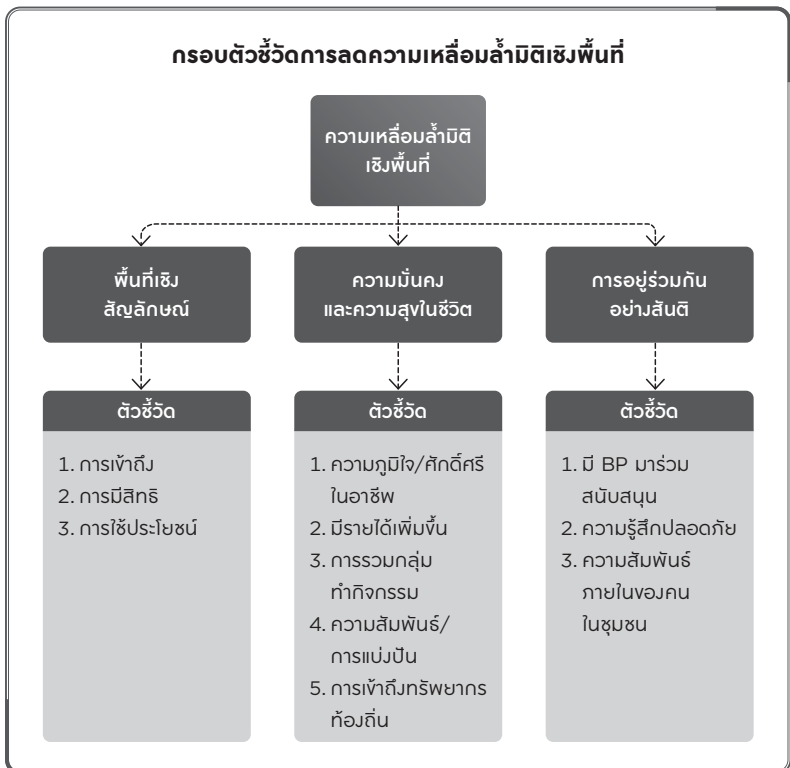 กรอบตัวชี้วัดการลดความเหลื่อมล้ำมิติเชิงพื้นที่
ความเหลื่อมล้ำมิติ
เชิงพื้นที่
พื้นที่เชิง
สัญลักษณ์
ความมั่นคง
และความสุขในชีวิต
การอยู่ร่วมกัน
อย่างสันติ
ตัวชี้วัด
1. การเข้าถึง
2. การมีสิทธิ
3. การใช้ประโยชน์
ตัวชี้วัด
1. ความภูมิใจ/ศักดิ์ศรี
ในอาชีพ
2. มีรายได้เพิ่มขึ้น
3. การรวมกลุ่ม
ทำกิจกรรม
4. ความสัมพันธ์/
การแบ่งปัน
5. การเข้าถึงทรัพยากร
ท้องถิ่น
ตัวชี้วัด
1. มี BP มาร่วม
สนับสนุน
2. ความรู้สึกปลอดภัย
3. ความสัมพันธ์
ภายในของคน
ในชุมชน